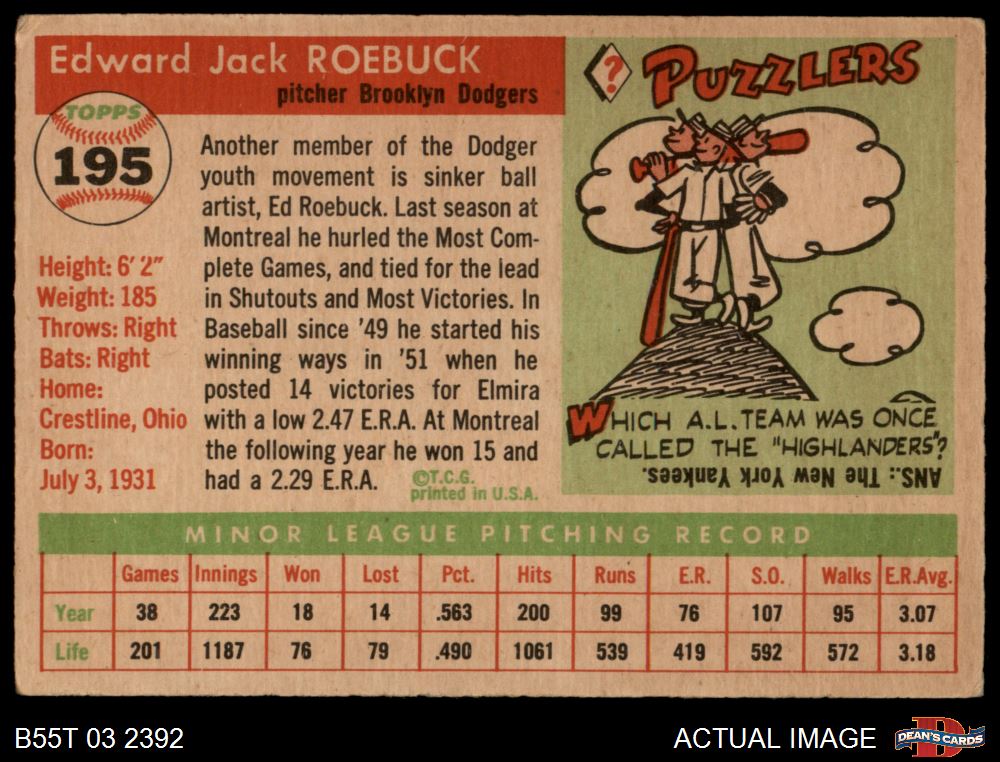 Edward Jack ROEBUCK
pitcher Brooklyn Dodgers
TOPPS
195
Height: 6' 2"
Weight: 185
Throws: Right
Bats: Right
Home:
Crestline, Ohio
Born:
July 3, 1931
Another member of the Dodger
youth movement is sinker ball
artist, Ed Roebuck. Last season at
Montreal he hurled the Most Com-
plete Games, and tied for the lead
in Shutouts and Most Victories. In
Baseball since '49 he started his
winning ways in '51 when he
posted 14 victories for Elmira
with a low 2.47 E.R.A. At Montreal
the following year he won 15 and
had a 2.29 E.R.A.
©T.C.G.
printed in U.S.A.
? PUZZLERS
WHICH A.L. TEAM WAS ONCE
CALLED THE "HIGHLANDERS"?
ANS.: The New York Yankees.
MINOR LEAGUE PITCHING RECORD
Games Innings Won Lost Pct. Hits Runs E.R. S.O. Walks E.R.Avg.
Year 38 223 18 14 .563 200 99 76 107 95 3.07
Life 201 1187 76 79 .490 1061 539 419 592 572 3.18
B55T 03 2392
ACTUAL IMAGE
DEAN'S CARDS